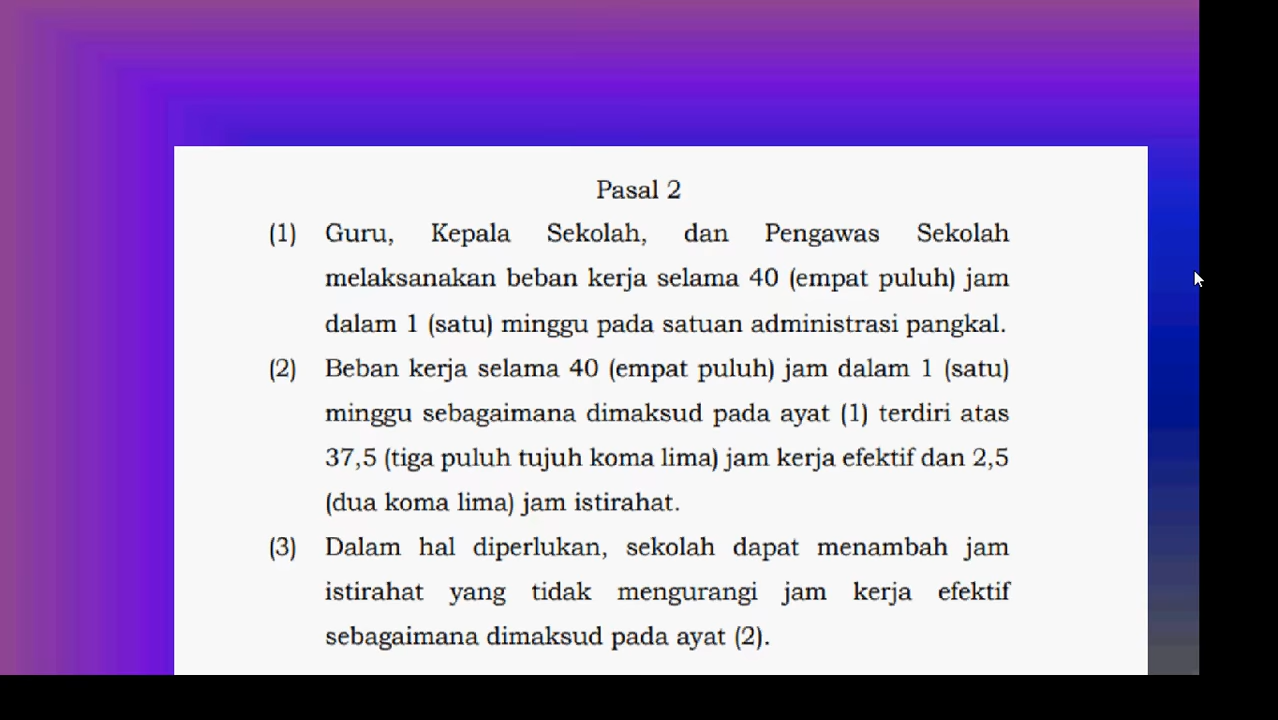 Pasal 2
(1) Guru, Kepala Sekolah, dan Pengawas Sekolah
melaksanakan beban kerja selama 40 (empat puluh) jam
dalam 1 (satu) minggu pada satuan administrasi pangkal.
(2) Beban kerja selama 40 (empat puluh) jam dalam 1 (satu)
minggu sebagaimana dimaksud pada ayat (1) terdiri atas
37,5 (tiga puluh tujuh koma lima) jam kerja efektif dan 2,5
(dua koma lima) jam istirahat.
(3) Dalam hal diperlukan, sekolah dapat menambah jam
istirahat yang tidak mengurangi jam kerja efektif
sebagaimana dimaksud pada ayat (2).